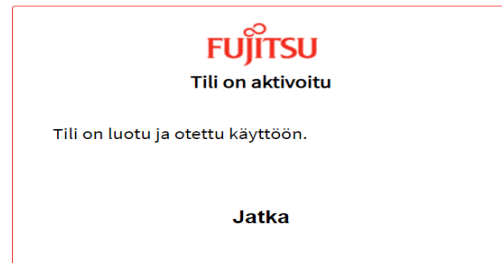 FUJITSU
Tili on aktivoitu
Tili on luotu ja otettu käyttöön.
Jatka